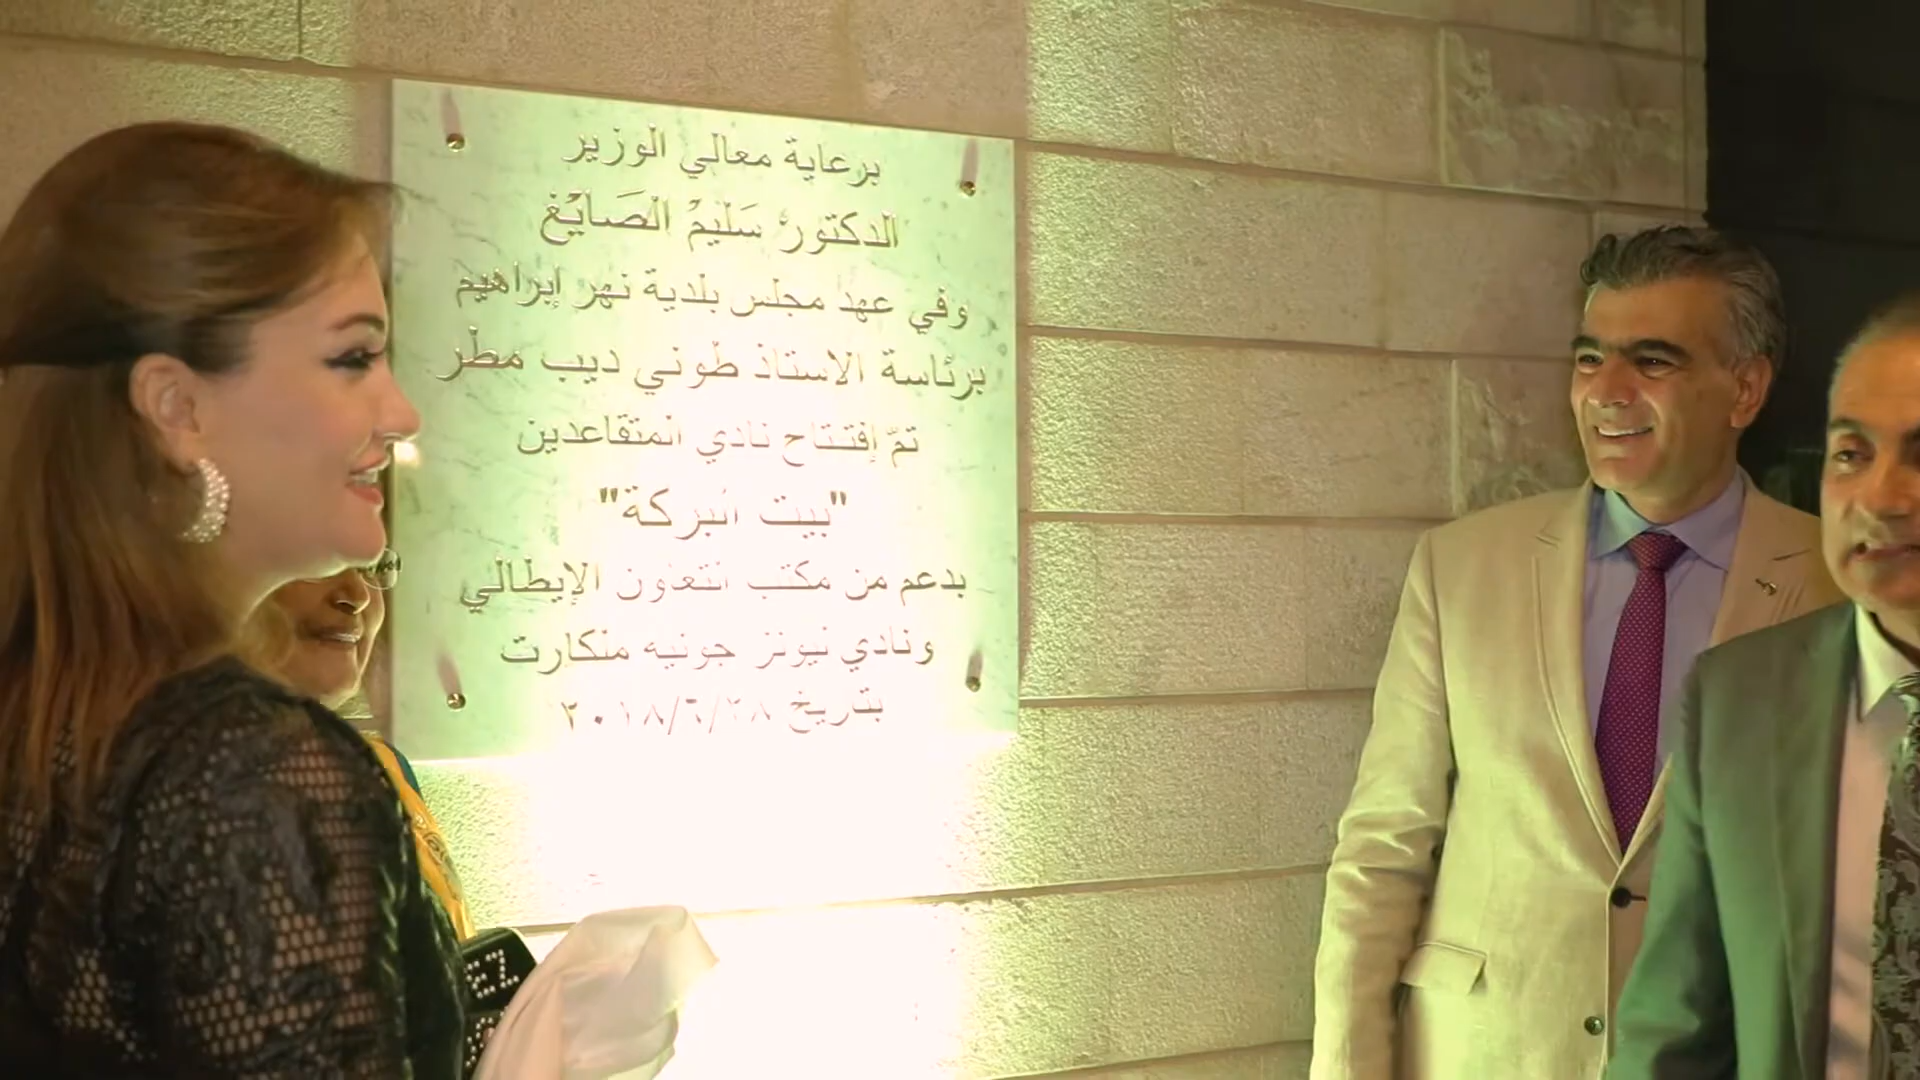 برعاية معالي الوزير
الدكتور سَليمْ الصَايْغ
وفي عهد مجلس بلدية نهر إبراهيم
برئاسة الاستاذ طوني ديب مطر
تمّ إفتتاح نادي المتقاعدين
"بيت البركة"
بدعم من مكتب التعاون الإيطالي
ونادي ليونز جونيه منكارت
بتاريخ ٢٠١٨/٦/٢٨